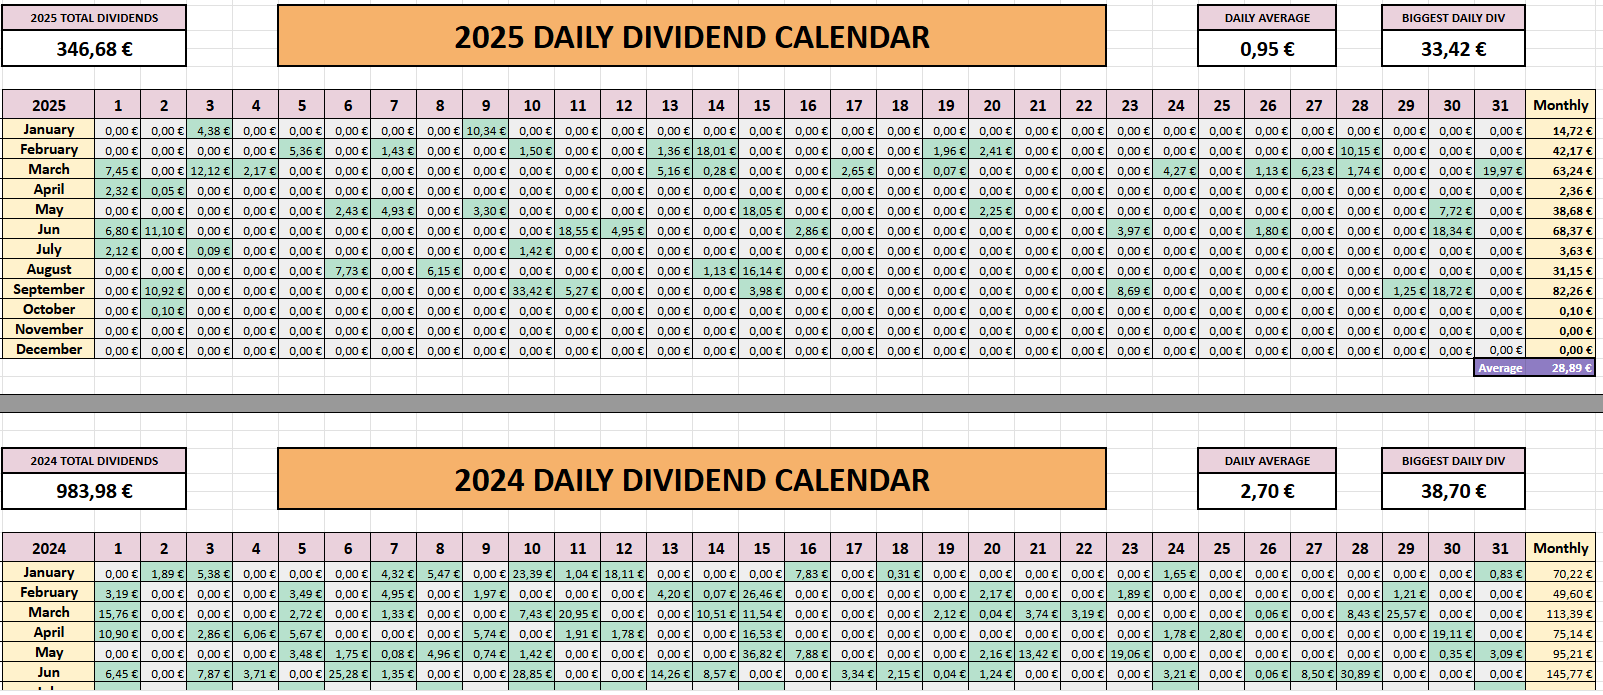 2025 TOTAL DIVIDENDS 2025 DAILY DIVIDEND CALENDAR DAILY AVERAGE BIGGEST DAILY DIV
346,68 € 0,95 € 33,42 €
2025 1 2 3 4 5 6 7 8 9 10 11 12 13 14 15 16 17 18 19 20 21 22 23 24 25 26 27 28 29 30 31 Monthly
January 0,00 € 0,00 € 4,38 € 0,00 € 0,00 € 0,00 € 0,00 € 0,00 € 10,34 € 0,00 € 0,00 € 0,00 € 0,00 € 0,00 € 0,00 € 0,00 € 0,00 € 0,00 € 0,00 € 0,00 € 0,00 € 0,00 € 0,00 € 0,00 € 0,00 € 0,00 € 0,00 € 0,00 € 0,00 € 0,00 € 0,00 € 14,72 €
February 0,00 € 0,00 € 0,00 € 0,00 € 5,36 € 0,00 € 1,43 € 0,00 € 0,00 € 1,50 € 0,00 € 0,00 € 1,36 € 18,01 € 0,00 € 0,00 € 0,00 € 0,00 € 1,96 € 2,41 € 0,00 € 0,00 € 0,00 € 0,00 € 0,00 € 0,00 € 0,00 € 10,15 € 0,00 € 0,00 € 0,00 € 42,17 €
March 7,45 € 0,00 € 12,12 € 2,17 € 0,00 € 0,00 € 0,00 € 0,00 € 0,00 € 0,00 € 0,00 € 0,00 € 5,16 € 0,28 € 0,00 € 0,00 € 2,65 € 0,00 € 0,07 € 0,00 € 0,00 € 0,00 € 0,00 € 4,27 € 0,00 € 1,13 € 6,23 € 1,74 € 0,00 € 0,00 € 19,97 € 63,24 €
April 2,32 € 0,05 € 0,00 € 0,00 € 0,00 € 0,00 € 0,00 € 0,00 € 0,00 € 0,00 € 0,00 € 0,00 € 0,00 € 0,00 € 0,00 € 0,00 € 0,00 € 0,00 € 0,00 € 0,00 € 0,00 € 0,00 € 0,00 € 0,00 € 0,00 € 0,00 € 0,00 € 0,00 € 0,00 € 0,00 € 0,00 € 2,36 €
May 0,00 € 0,00 € 0,00 € 0,00 € 0,00 € 2,43 € 4,93 € 0,00 € 3,30 € 0,00 € 0,00 € 0,00 € 0,00 € 0,00 € 18,05 € 0,00 € 0,00 € 0,00 € 0,00 € 2,25 € 0,00 € 0,00 € 0,00 € 0,00 € 0,00 € 0,00 € 0,00 € 0,00 € 0,00 € 7,72 € 0,00 € 38,68 €
Jun 6,80 € 11,10 € 0,00 € 0,00 € 0,00 € 0,00 € 0,00 € 0,00 € 0,00 € 0,00 € 18,55 € 4,95 € 0,00 € 0,00 € 0,00 € 2,86 € 0,00 € 0,00 € 0,00 € 0,00 € 0,00 € 0,00 € 3,97 € 0,00 € 0,00 € 1,80 € 0,00 € 0,00 € 0,00 € 18,34 € 0,00 € 68,37 €
July 2,12 € 0,00 € 0,09 € 0,00 € 0,00 € 0,00 € 0,00 € 0,00 € 0,00 € 1,42 € 0,00 € 0,00 € 0,00 € 0,00 € 0,00 € 0,00 € 0,00 € 0,00 € 0,00 € 0,00 € 0,00 € 0,00 € 0,00 € 0,00 € 0,00 € 0,00 € 0,00 € 0,00 € 0,00 € 0,00 € 0,00 € 3,63 €
August 0,00 € 0,00 € 0,00 € 0,00 € 0,00 € 7,73 € 0,00 € 6,15 € 0,00 € 0,00 € 0,00 € 0,00 € 0,00 € 1,13 € 16,14 € 0,00 € 0,00 € 0,00 € 0,00 € 0,00 € 0,00 € 0,00 € 0,00 € 0,00 € 0,00 € 0,00 € 0,00 € 0,00 € 0,00 € 0,00 € 0,00 € 31,15 €
September 0,00 € 10,92 € 0,00 € 0,00 € 0,00 € 0,00 € 0,00 € 0,00 € 0,00 € 33,42 € 5,27 € 0,00 € 0,00 € 0,00 € 3,98 € 0,00 € 0,00 € 0,00 € 0,00 € 0,00 € 0,00 € 0,00 € 8,69 € 0,00 € 0,00 € 0,00 € 0,00 € 0,00 € 1,25 € 18,72 € 0,00 € 82,26 €
October 0,00 € 0,10 € 0,00 € 0,00 € 0,00 € 0,00 € 0,00 € 0,00 € 0,00 € 0,00 € 0,00 € 0,00 € 0,00 € 0,00 € 0,00 € 0,00 € 0,00 € 0,00 € 0,00 € 0,00 € 0,00 € 0,00 € 0,00 € 0,00 € 0,00 € 0,00 € 0,00 € 0,00 € 0,00 € 0,00 € 0,00 € 0,10 €
November 0,00 € 0,00 € 0,00 € 0,00 € 0,00 € 0,00 € 0,00 € 0,00 € 0,00 € 0,00 € 0,00 € 0,00 € 0,00 € 0,00 € 0,00 € 0,00 € 0,00 € 0,00 € 0,00 € 0,00 € 0,00 € 0,00 € 0,00 € 0,00 € 0,00 € 0,00 € 0,00 € 0,00 € 0,00 € 0,00 € 0,00 € 0,00 €
December 0,00 € 0,00 € 0,00 € 0,00 € 0,00 € 0,00 € 0,00 € 0,00 € 0,00 € 0,00 € 0,00 € 0,00 € 0,00 € 0,00 € 0,00 € 0,00 € 0,00 € 0,00 € 0,00 € 0,00 € 0,00 € 0,00 € 0,00 € 0,00 € 0,00 € 0,00 € 0,00 € 0,00 € 0,00 € 0,00 € 0,00 € 0,00 €
Average 28,89 €
2024 TOTAL DIVIDENDS 2024 DAILY DIVIDEND CALENDAR DAILY AVERAGE BIGGEST DAILY DIV
983,98 € 2,70 € 38,70 €
2024 1 2 3 4 5 6 7 8 9 10 11 12 13 14 15 16 17 18 19 20 21 22 23 24 25 26 27 28 29 30 31 Monthly
January 0,00 € 1,89 € 5,38 € 0,00 € 0,00 € 0,00 € 4,32 € 5,47 € 0,00 € 23,39 € 1,04 € 18,11 € 0,00 € 0,00 € 0,00 € 7,83 € 0,00 € 0,31 € 0,00 € 0,00 € 0,00 € 0,00 € 0,00 € 1,65 € 0,00 € 0,00 € 0,00 € 0,00 € 0,00 € 0,00 € 0,83 € 70,22 €
February 3,19 € 0,00 € 0,00 € 0,00 € 3,49 € 0,00 € 4,95 € 0,00 € 1,97 € 0,00 € 0,00 € 0,00 € 4,20 € 0,07 € 26,46 € 0,00 € 0,00 € 0,00 € 0,00 € 2,17 € 0,00 € 0,00 € 1,89 € 0,00 € 0,00 € 0,00 € 0,00 € 0,00 € 1,21 € 0,00 € 0,00 € 49,60 €
March 15,76 € 0,00 € 0,00 € 0,00 € 2,72 € 0,00 € 1,33 € 0,00 € 0,00 € 7,43 € 20,95 € 0,00 € 0,00 € 10,51 € 11,54 € 0,00 € 0,00 € 0,00 € 2,12 € 0,04 € 3,74 € 3,19 € 0,00 € 0,00 € 0,00 € 0,06 € 0,00 € 8,43 € 25,57 € 0,00 € 0,00 € 113,39 €
April 10,90 € 0,00 € 2,86 € 6,06 € 5,67 € 0,00 € 0,00 € 0,00 € 5,74 € 0,00 € 1,91 € 1,78 € 0,00 € 0,00 € 16,53 € 0,00 € 0,00 € 0,00 € 0,00 € 0,00 € 0,00 € 0,00 € 0,00 € 1,78 € 2,80 € 0,00 € 0,00 € 0,00 € 0,00 € 19,11 € 0,00 € 75,14 €
May 0,00 € 0,00 € 0,00 € 0,00 € 3,48 € 1,75 € 0,08 € 4,96 € 0,74 € 1,42 € 0,00 € 0,00 € 0,00 € 0,00 € 36,82 € 7,88 € 0,00 € 0,00 € 0,00 € 2,16 € 13,42 € 0,00 € 19,06 € 0,00 € 0,00 € 0,00 € 0,00 € 0,00 € 0,00 € 0,35 € 3,09 € 95,21 €
Jun 6,45 € 0,00 € 7,87 € 3,71 € 0,00 € 25,28 € 1,35 € 0,00 € 0,00 € 28,85 € 0,00 € 0,00 € 14,26 € 8,57 € 0,00 € 0,00 € 3,34 € 2,15 € 0,04 € 1,24 € 0,00 € 0,00 € 0,00 € 3,21 € 0,00 € 0,06 € 8,50 € 30,89 € 0,00 € 0,00 € 0,00 € 145,77 €